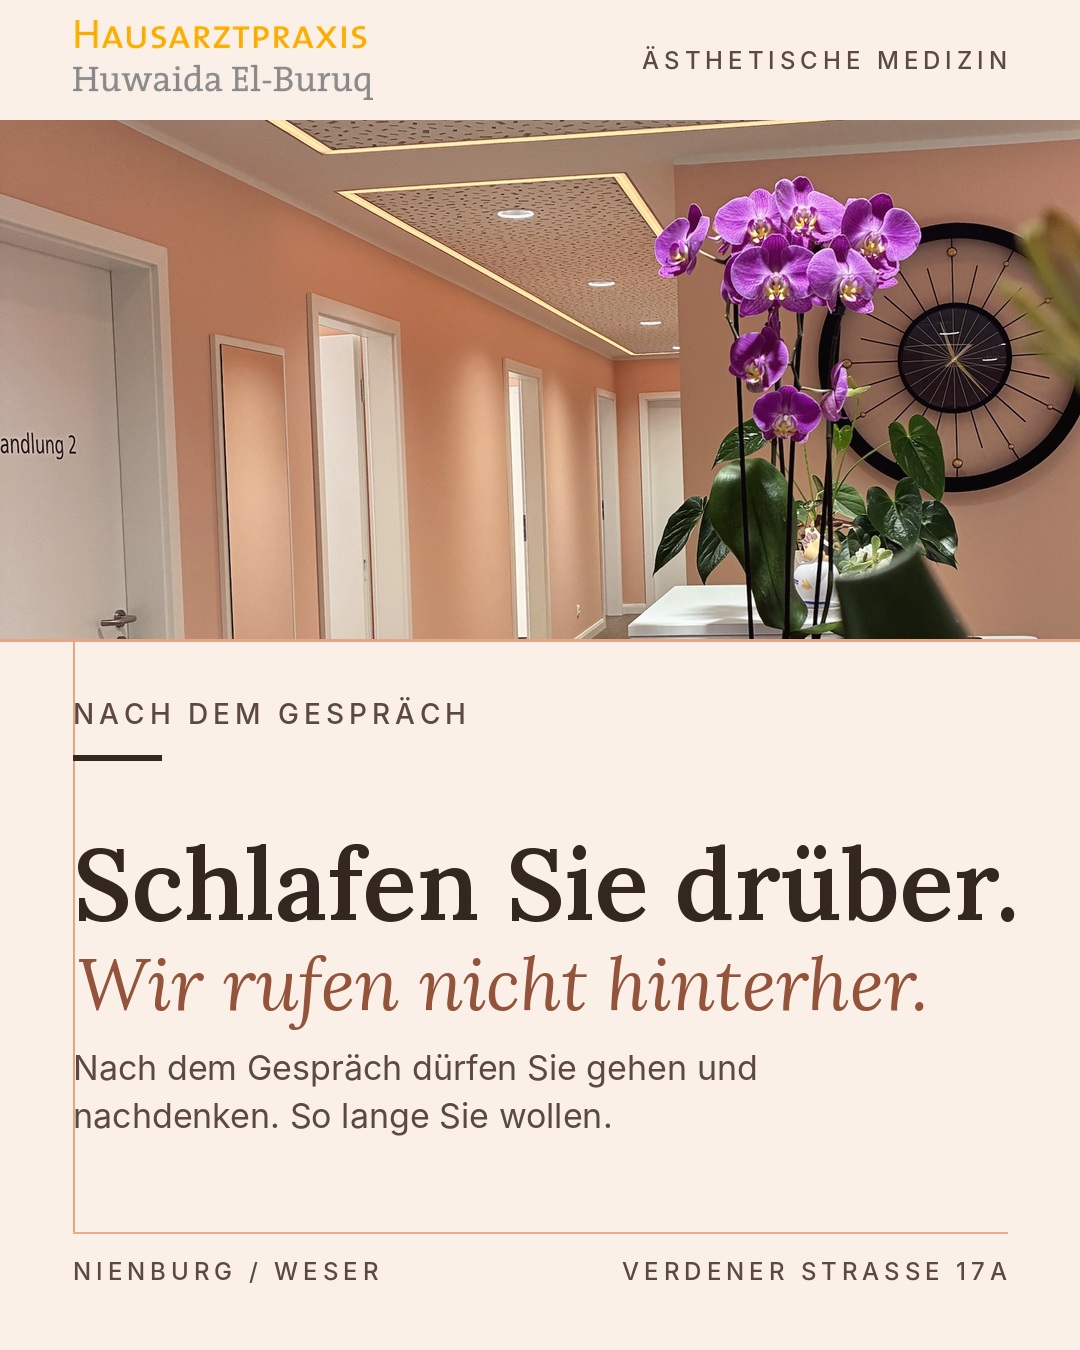 HAUSARZTPRAXIS
Huwaida El-Buruq
ÄSTHETISCHE MEDIZIN
andlung 2
NACH DEM GESPRÄCH
Schlafen Sie drüber.
Wir rufen nicht hinterher.
Nach dem Gespräch dürfen Sie gehen und
nachdenken. So lange Sie wollen.
NIENBURG / WESER
VERDENER STRASSE 17A